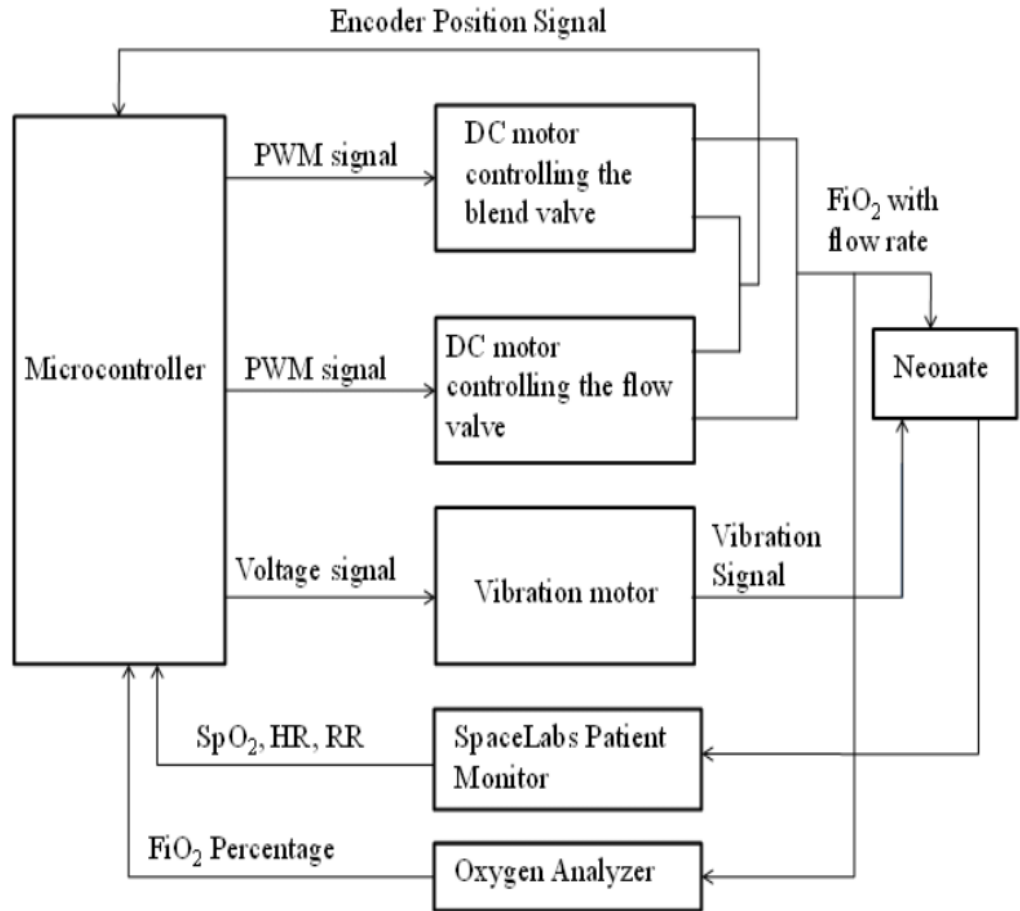 Encoder Position Signal
PWM signal
DC motor
controlling the
blend valve
FiO₂ with
flow rate
Microcontroller
PWM signal
DC motor
controlling the flow
valve
Neonate
Voltage signal
Vibration motor
Vibration
Signal
SpO₂, HR, RR
SpaceLabs Patient
Monitor
FiO₂ Percentage
Oxygen Analyzer